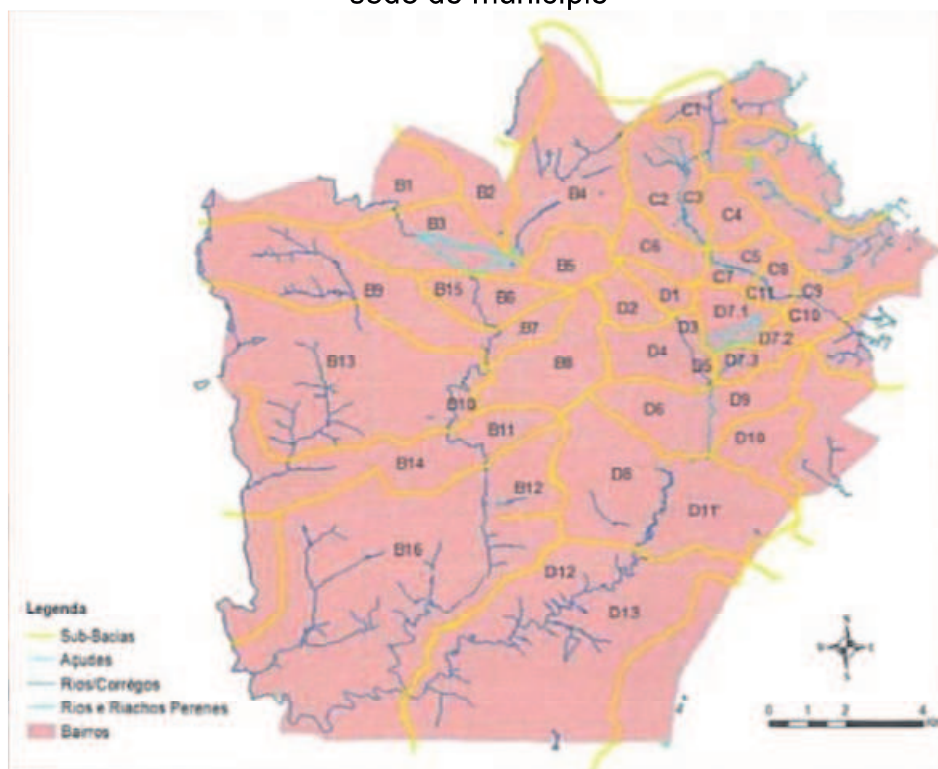 sede do município
C1
B1
B2
B4
C2
C3
C4
B3
C6
B5
C5
C8
C7
B9
B15
B6
D1
C11
C9
D2
D7.1
C10
B7
D3
D7.2
B13
B8
D4
D5
D7.3
B10
D6
D9
B11
D10
B14
D8
B12
D11
B16
D12
D13
Legenda
Sub-Bacias
Açudes
Rios/Corrégos
Rios e Riachos Perenes
Bairros
0 1 2 4